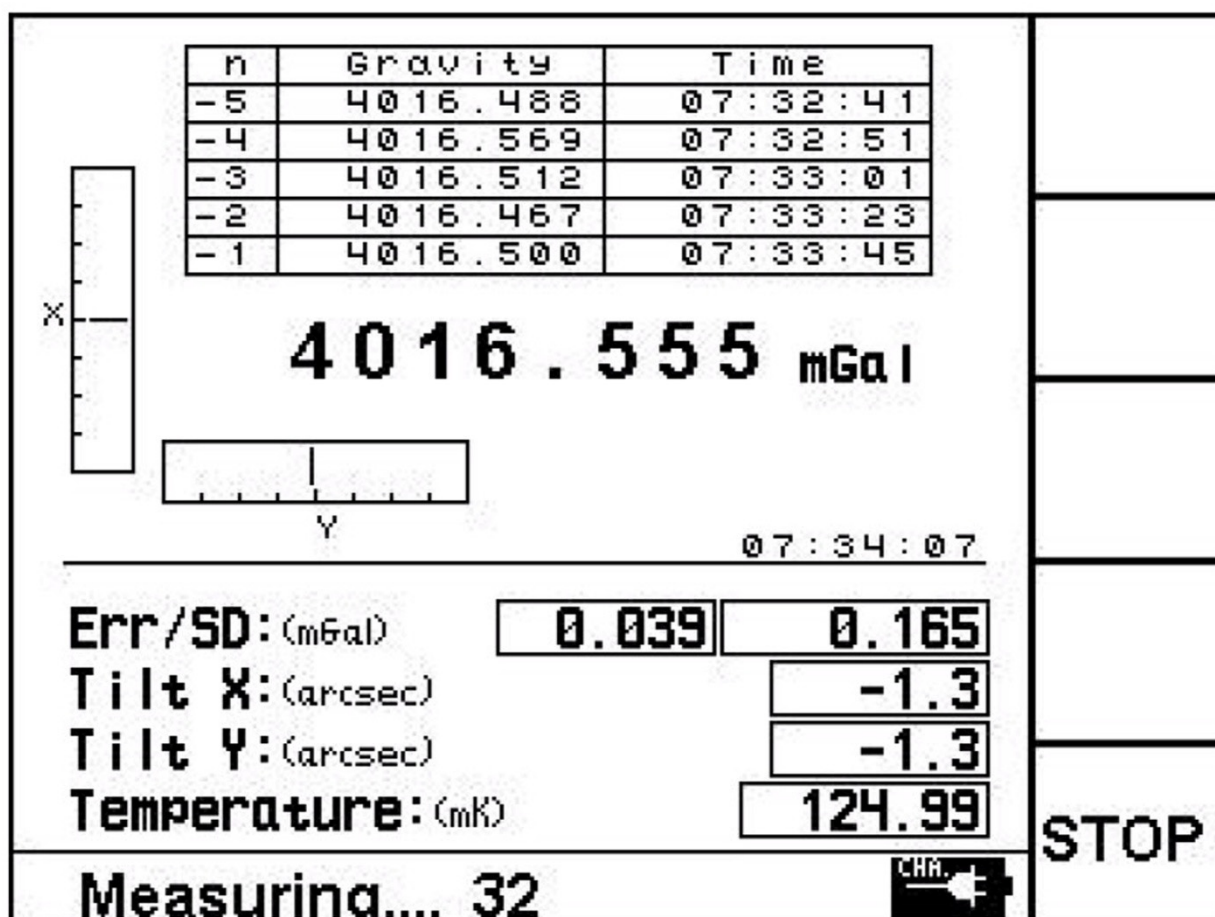 n Gravity Time
-5 4016.488 07:32:41
-4 4016.569 07:32:51
-3 4016.512 07:33:01
-2 4016.467 07:33:23
-1 4016.500 07:33:45
X
4016.555 mGal
Y
07:34:07
Err/SD:(mGal) 0.039 0.165
Tilt X:(arcsec) -1.3
Tilt Y:(arcsec) -1.3
Temperature:(mK) 124.99
STOP
Measuring.... 32
CHA.